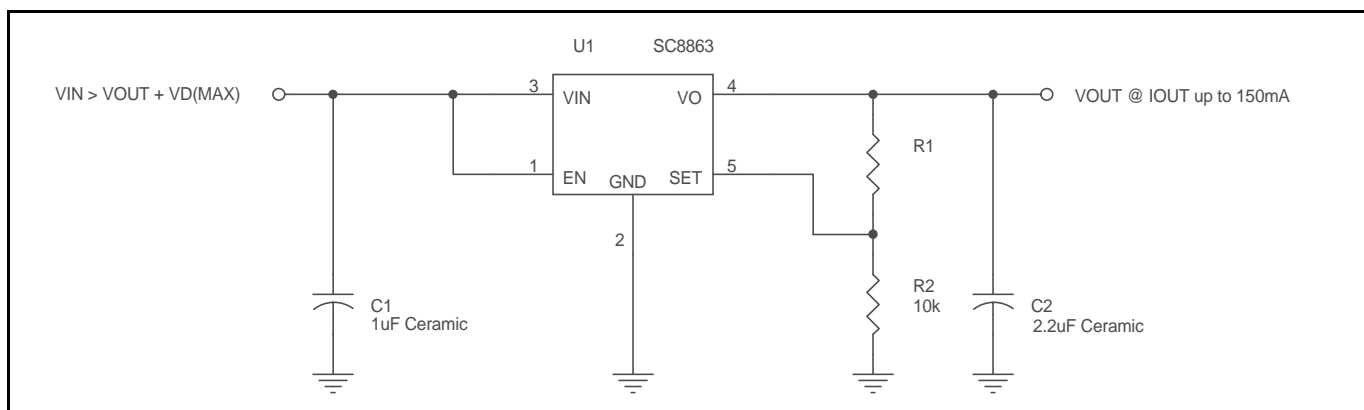 U1 SC8863
VIN > VOUT + VD(MAX)
3
VIN
VO
4
VOUT @ IOUT up to 150mA
R1
1
EN
GND
SET
5
2
R2
10k
C1
1uF Ceramic
C2
2.2uF Ceramic